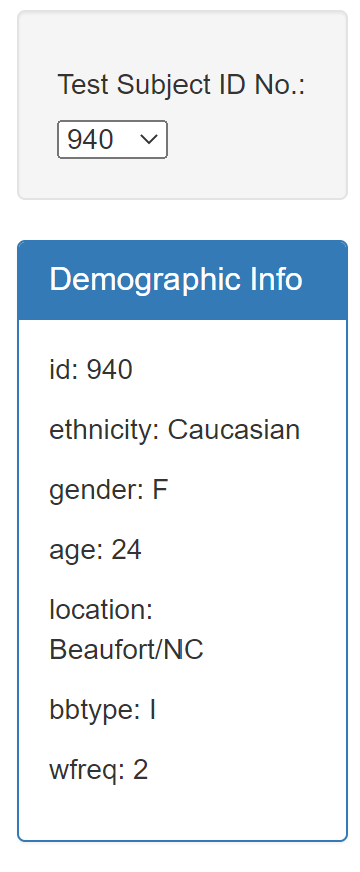 Test Subject ID No.:
940
Demographic Info
id: 940
ethnicity: Caucasian
gender: F
age: 24
location:
Beaufort/NC
bbtype: I
wfreq: 2